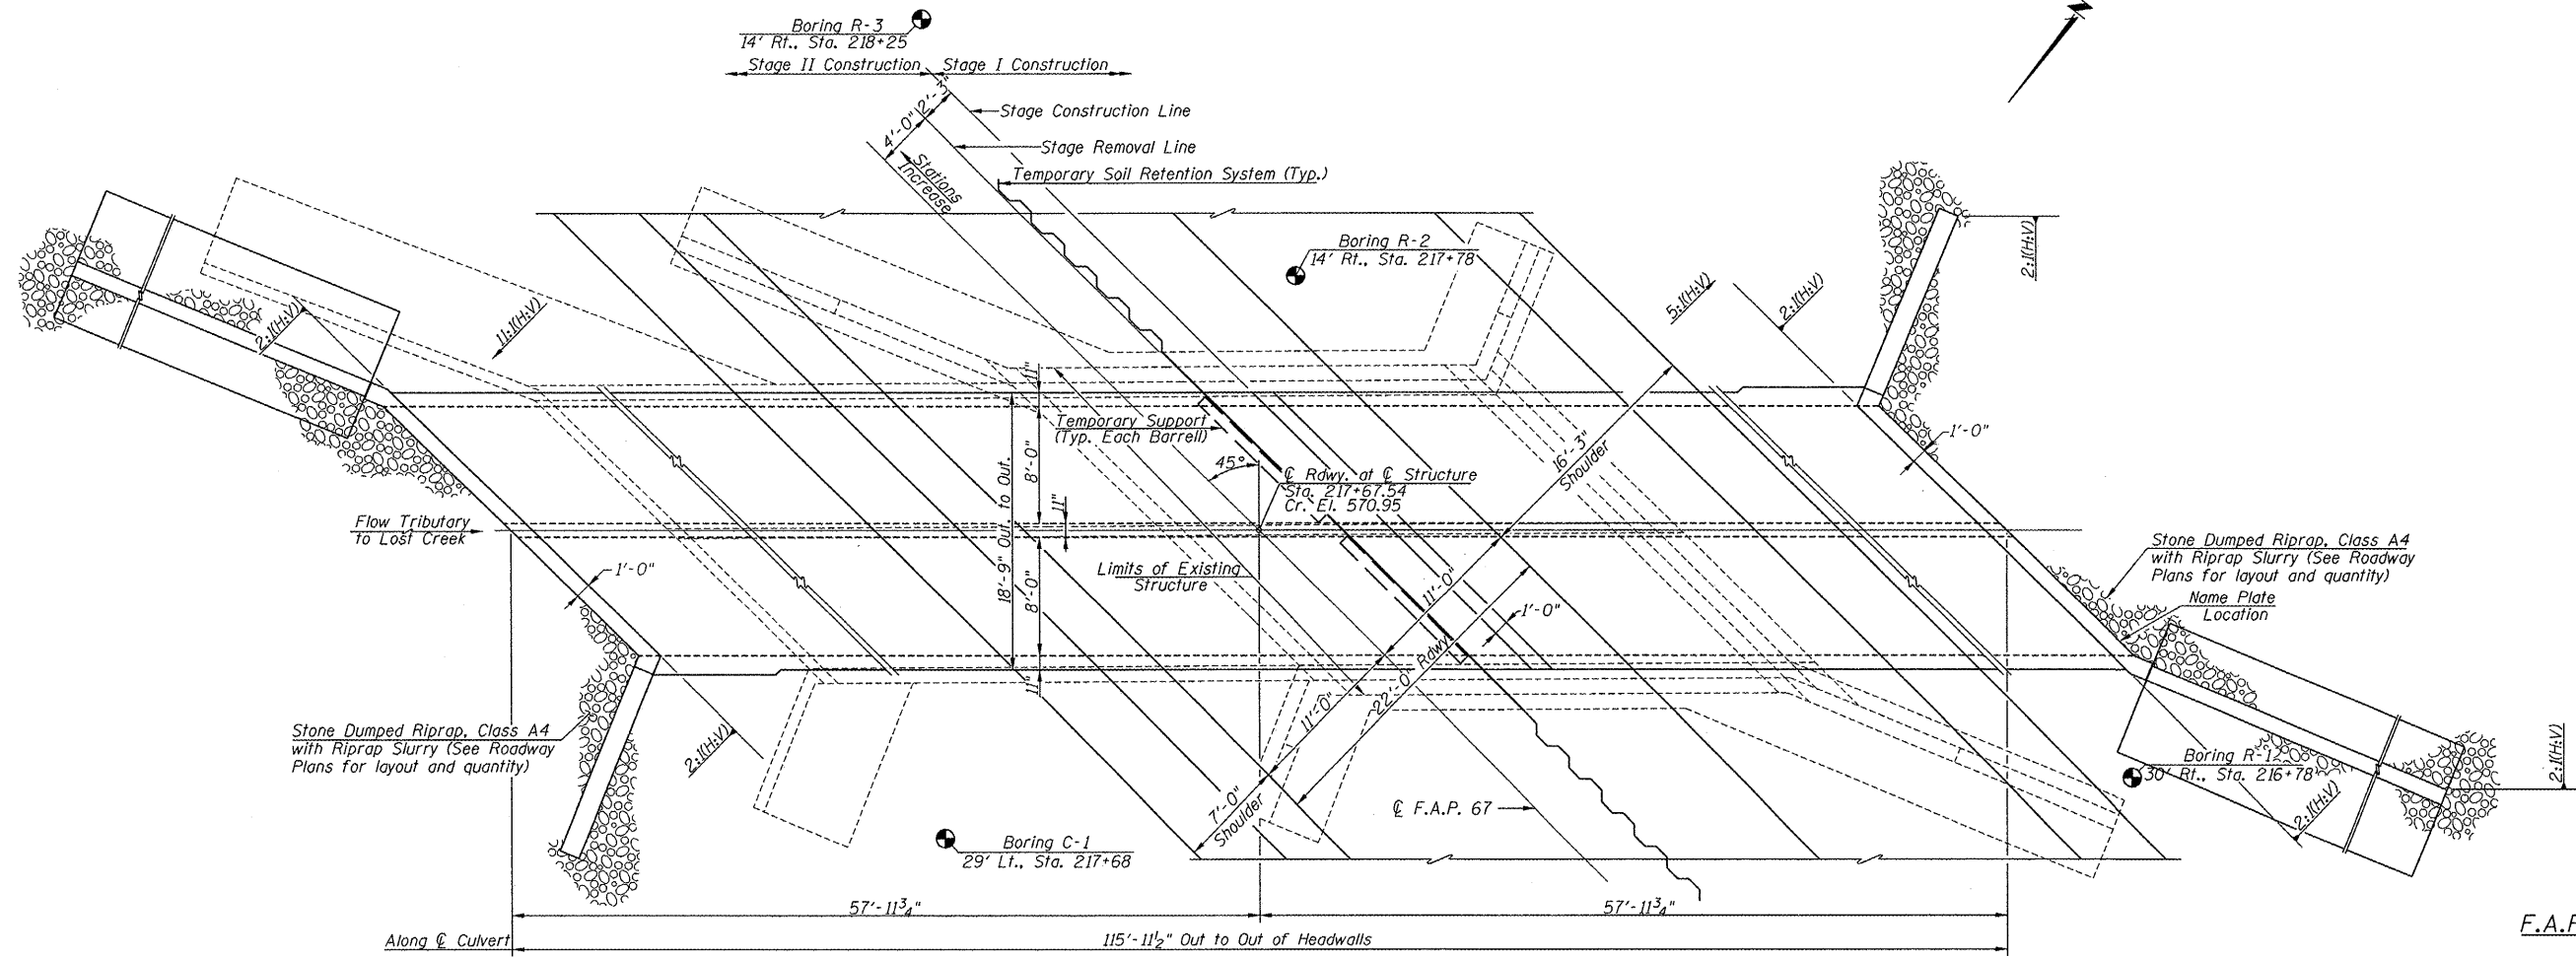 N
Boring R-3
14' Rt., Sta. 218+25
Stage II Construction
Stage I Construction
2'-3"
4'-0"
Stage Construction Line
Stage Removal Line
Stations
Increase
Temporary Soil Retention System (Typ.)
Boring R-2
14' Rt., Sta. 217+78
2:1(H:V)
5:1(H:V)
2:1(H:V)
2:1(H:V)
11:1(H:V)
11"
Temporary Support
(Typ. Each Barrell)
8'-0"
18'-9" Out. to Out.
45°
16'-3"
Shoulder
1'-0"
℄ Rdwy. at ℄ Structure
Sta. 217+67.54
Cr. El. 570.95
11"
Flow Tributary
to Lost Creek
Limits of Existing
Structure
1'-0"
8'-0"
11'-0"
1'-0"
22'-0" Rdwy.
11"
11'-0"
Stone Dumped Riprap, Class A4
with Riprap Slurry (See Roadway
Plans for layout and quantity)
Name Plate
Location
Stone Dumped Riprap, Class A4
with Riprap Slurry (See Roadway
Plans for layout and quantity)
2:1(H:V)
Boring R-1
30' Rt., Sta. 216+78
2:1(H:V)
2:1(H:V)
7'-0"
Shoulder
℄ F.A.P. 67
Boring C-1
29' Lt., Sta. 217+68
57'-11¾"
57'-11¾"
Along ℄ Culvert
115'-11½" Out to Out of Headwalls
F.A.P